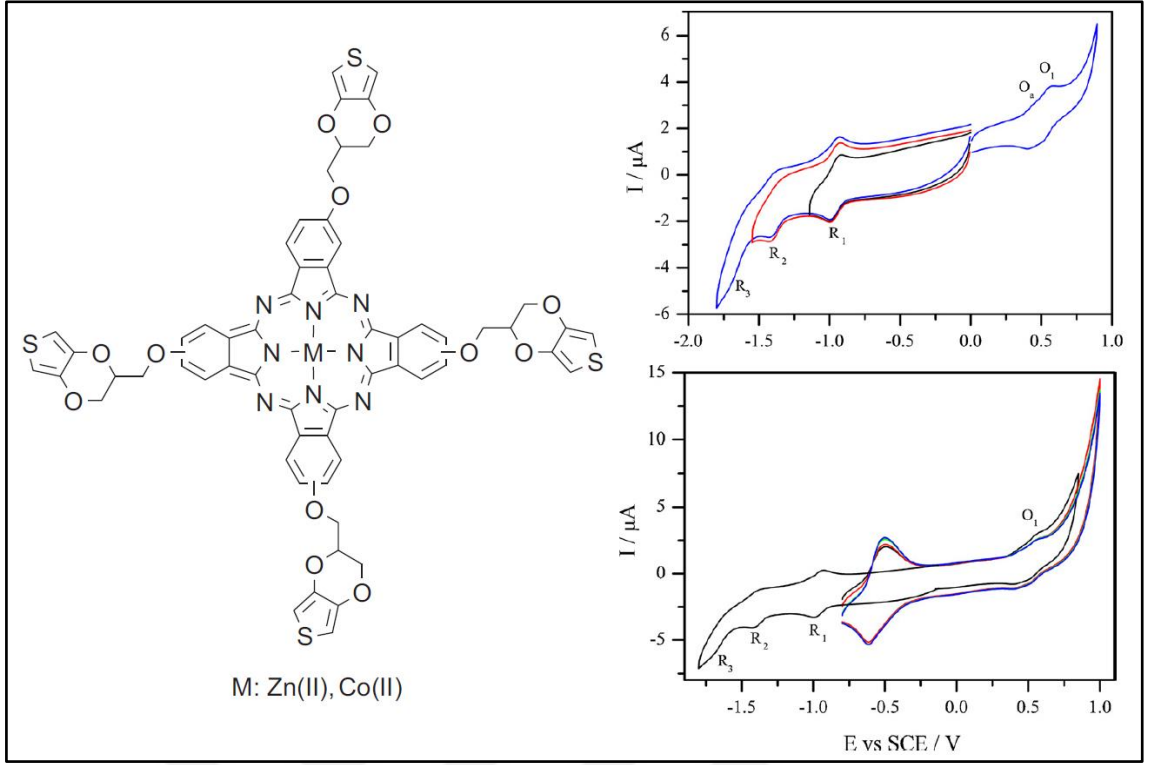 S
O
O
O
N
N
N
S
O
O
O
N
M
N
O
O
O
S
N
N
N
O
O
O
S
M: Zn(II), Co(II)
I / µA
6
4
2
0
-2
-4
-6
-2.0 -1.5 -1.0 -0.5 0.0 0.5 1.0
Oa
O1
R1
R2
R3
I / µA
15
10
5
0
-5
-1.5 -1.0 -0.5 0.0 0.5 1.0
O1
R1
R2
R3
E vs SCE / V